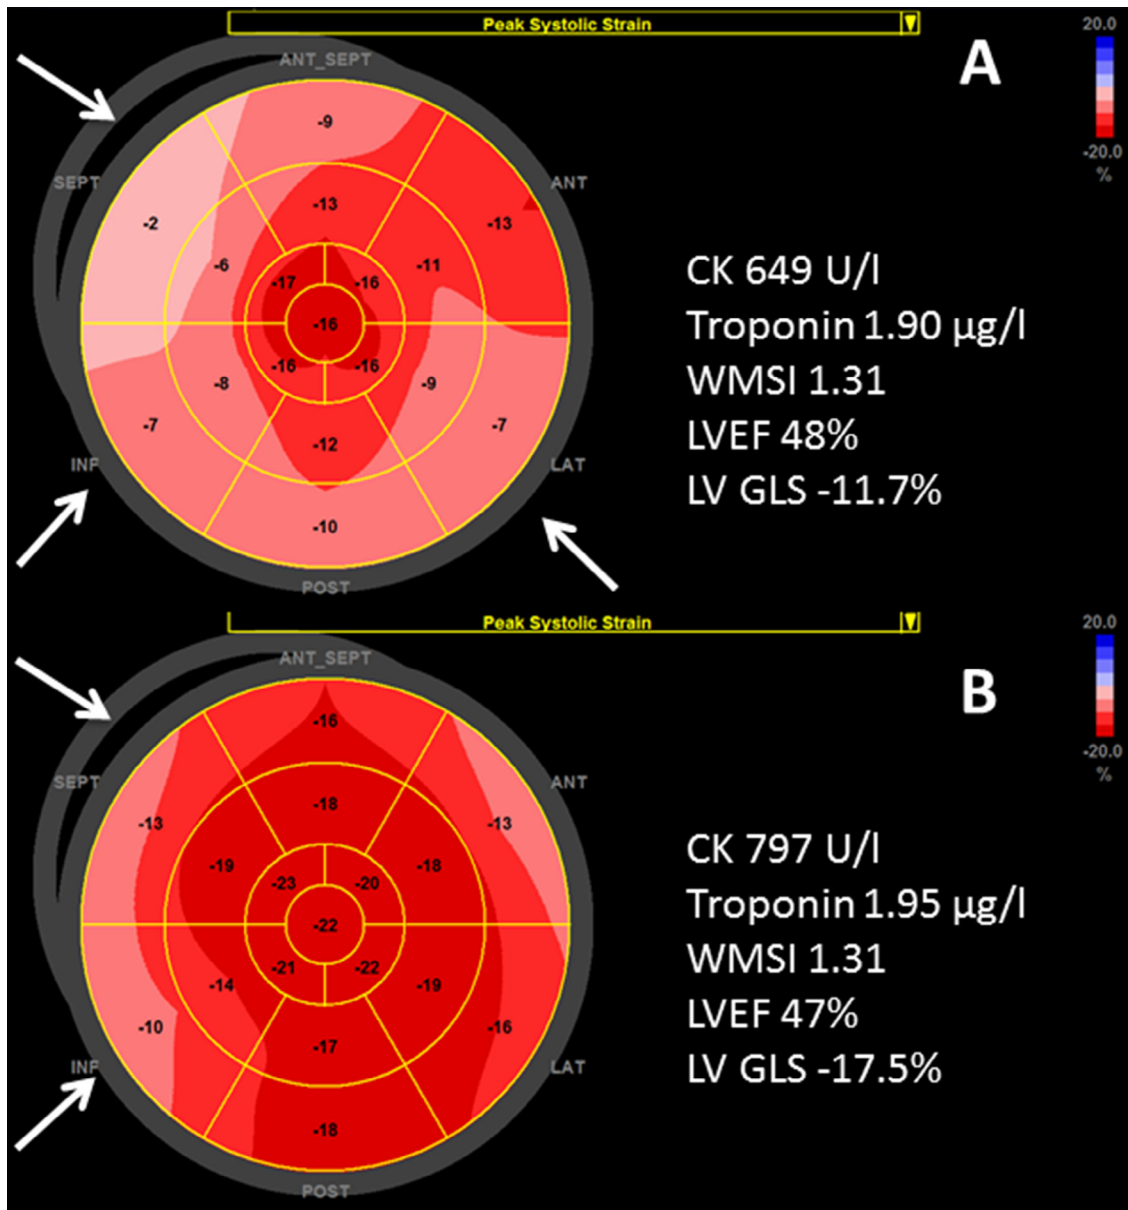 Peak Systolic Strain
A
20.0
-20.0
%
ANT_SEPT
SEPT
ANT
-9
-13
-2
-13
-6
-11
-17
-16
-16
-16
-16
-8
-9
-7
-7
-12
-10
INF
LAT
POST
CK 649 U/l
Troponin 1.90 µg/l
WMSI 1.31
LVEF 48%
LV GLS -11.7%
Peak Systolic Strain
B
20.0
-20.0
%
ANT_SEPT
SEPT
ANT
-16
-18
-13
-13
-19
-18
-23
-20
-22
-21
-22
-14
-19
-10
-16
-17
-18
INF
LAT
POST
CK 797 U/l
Troponin 1.95 µg/l
WMSI 1.31
LVEF 47%
LV GLS -17.5%